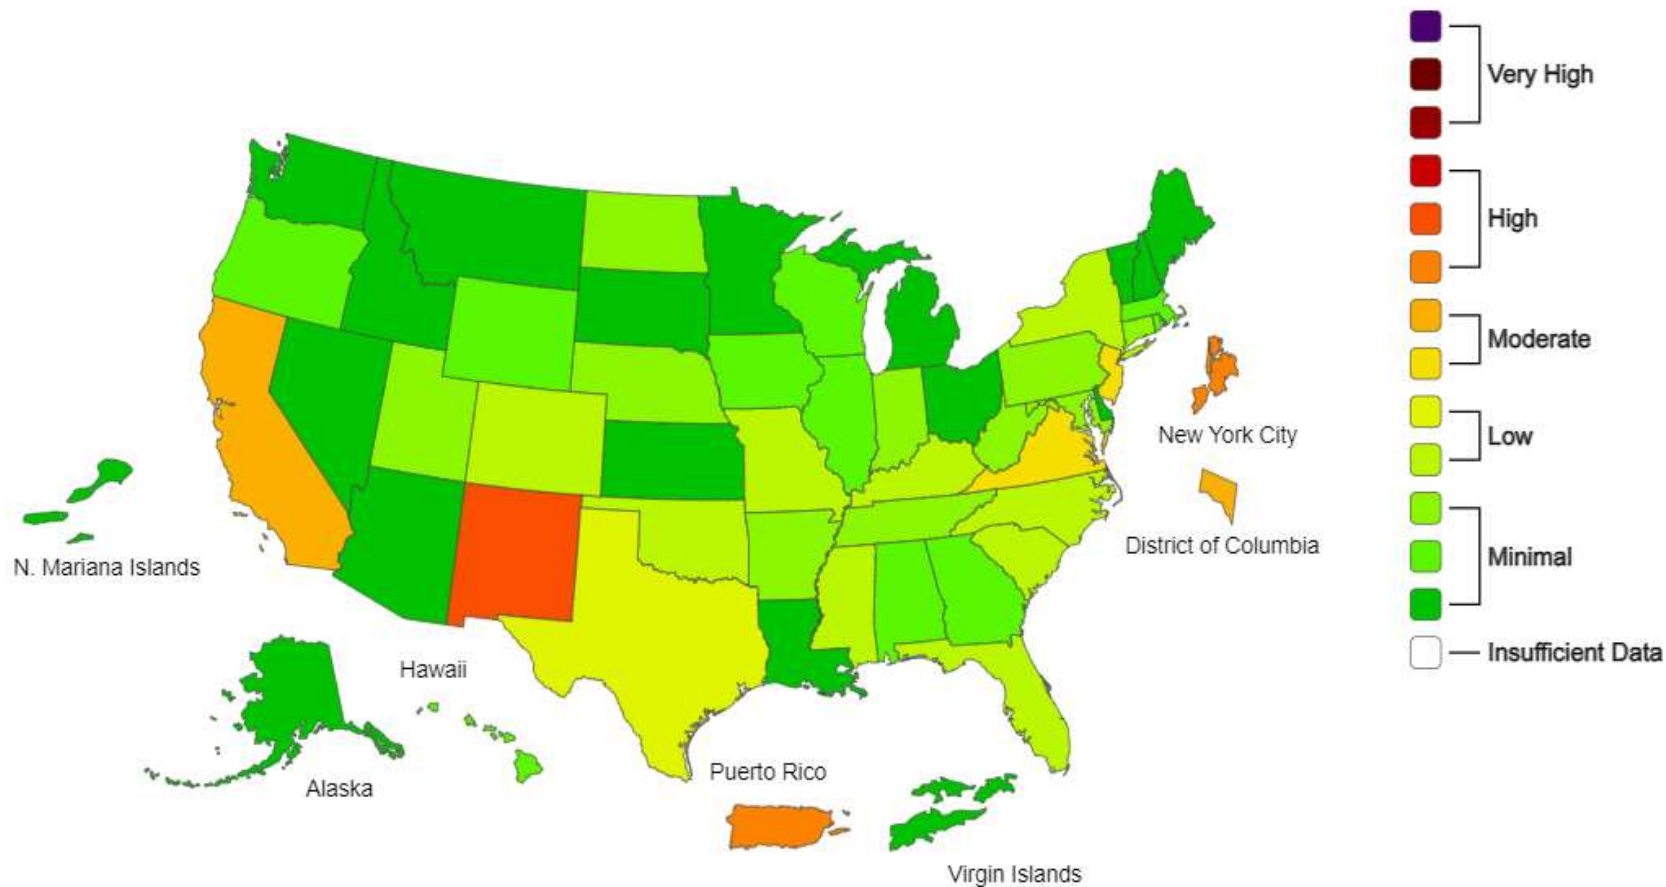 Very High
High
Moderate
Low
Minimal
Insufficient Data
New York City
District of Columbia
N. Mariana Islands
Hawaii
Alaska
Puerto Rico
Virgin Islands